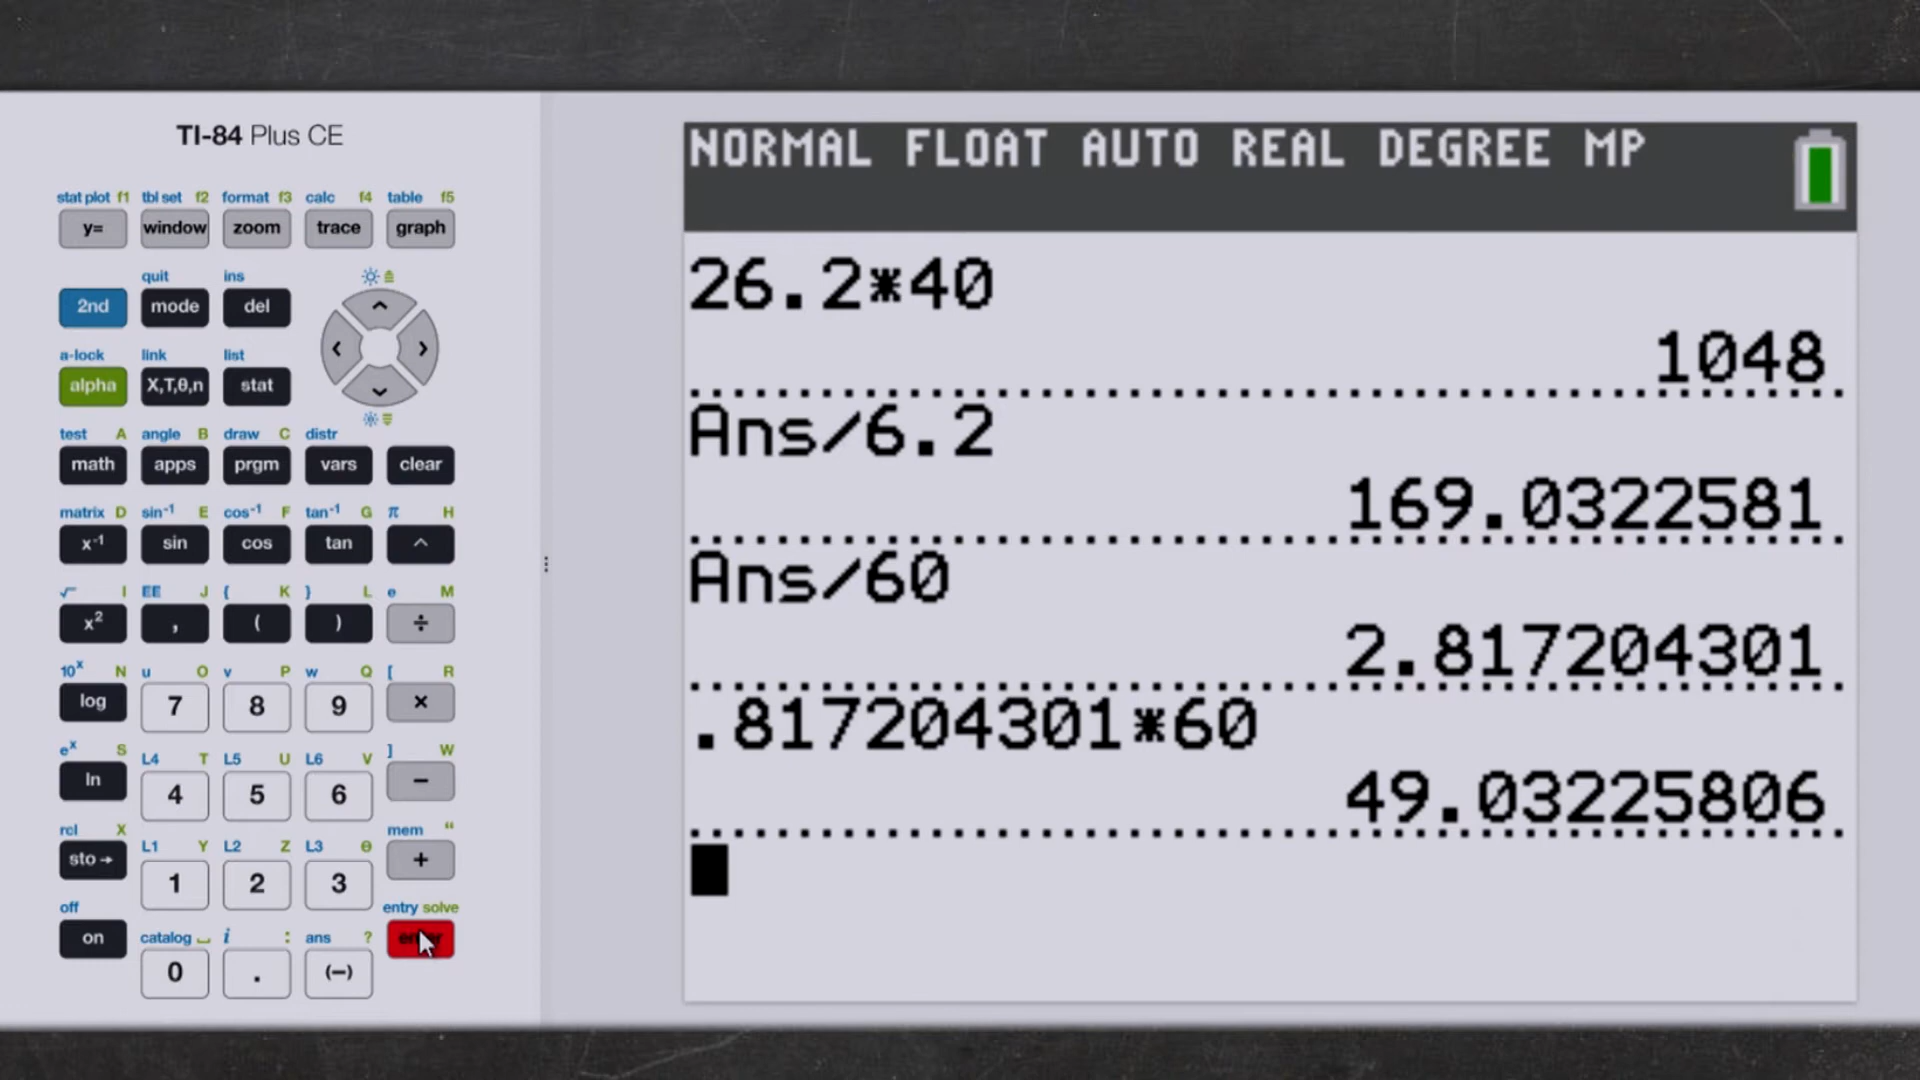 TI-84 Plus CE
stat plot f1 tbl set f2 format f3 calc f4 table f5
y= window zoom trace graph
quit ins
2nd mode del
a-lock link list
alpha X,T,θ,n stat
test A angle B draw C distr
math apps prgm vars clear
matrix D sin⁻¹ E cos⁻¹ F tan⁻¹ G π H
x⁻¹ sin cos tan ^
√ I EE J { K } L e M
x² , ( ) ÷
10ˣ N u O v P w Q [ R
log 7 8 9 ×
eˣ S L4 T L5 U L6 V ] W
ln 4 5 6 −
rcl X L1 Y L2 Z L3 θ mem "
sto→ 1 2 3 +
off catalog i : ans ? entry solve
on 0 . (−)
NORMAL FLOAT AUTO REAL DEGREE MP
26.2*40
1048
Ans/6.2
169.0322581
Ans/60
2.817204301
.817204301*60
49.03225806